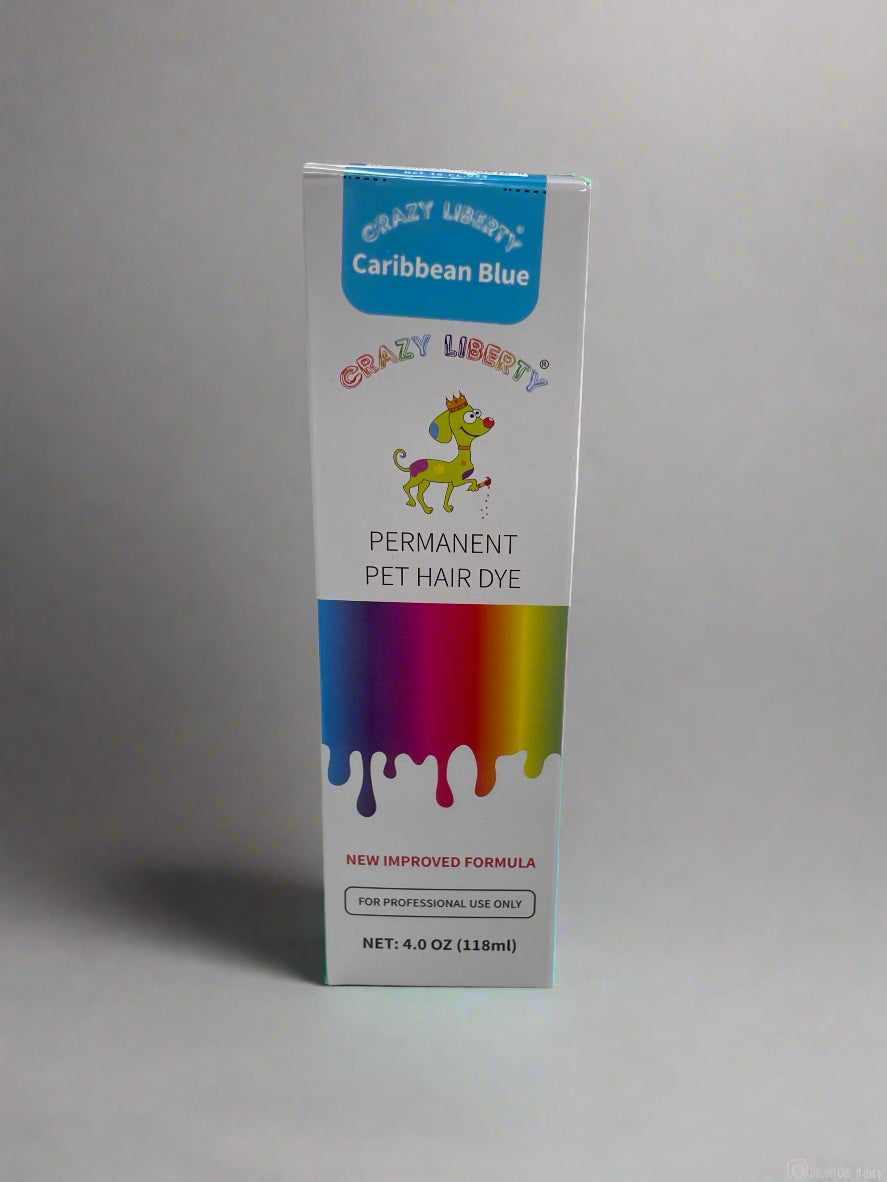 CRAZY LIBERTY®
Caribbean Blue
CRAZY LIBERTY®
PERMANENT
PET HAIR DYE
NEW IMPROVED FORMULA
FOR PROFESSIONAL USE ONLY
NET: 4.0 OZ (118ml)